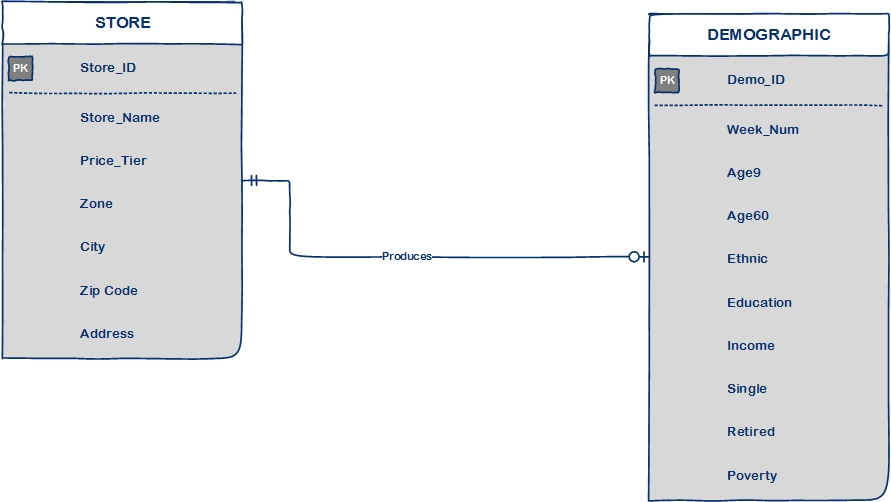 STORE
PK
Store_ID
Store_Name
Price_Tier
Zone
City
Zip Code
Address
Produces
DEMOGRAPHIC
PK
Demo_ID
Week_Num
Age9
Age60
Ethnic
Education
Income
Single
Retired
Poverty